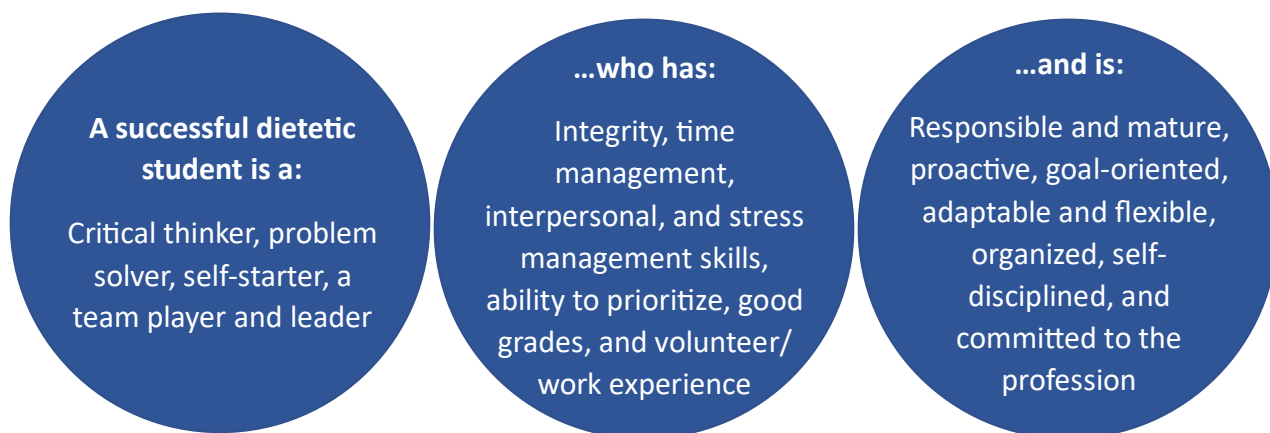 A successful dietetic
student is a:
Critical thinker, problem
solver, self-starter, a
team player and leader
…who has:
Integrity, time
management,
interpersonal, and stress
management skills,
ability to prioritize, good
grades, and volunteer/
work experience
…and is:
Responsible and mature,
proactive, goal-oriented,
adaptable and flexible,
organized, self-
disciplined, and
committed to the
profession